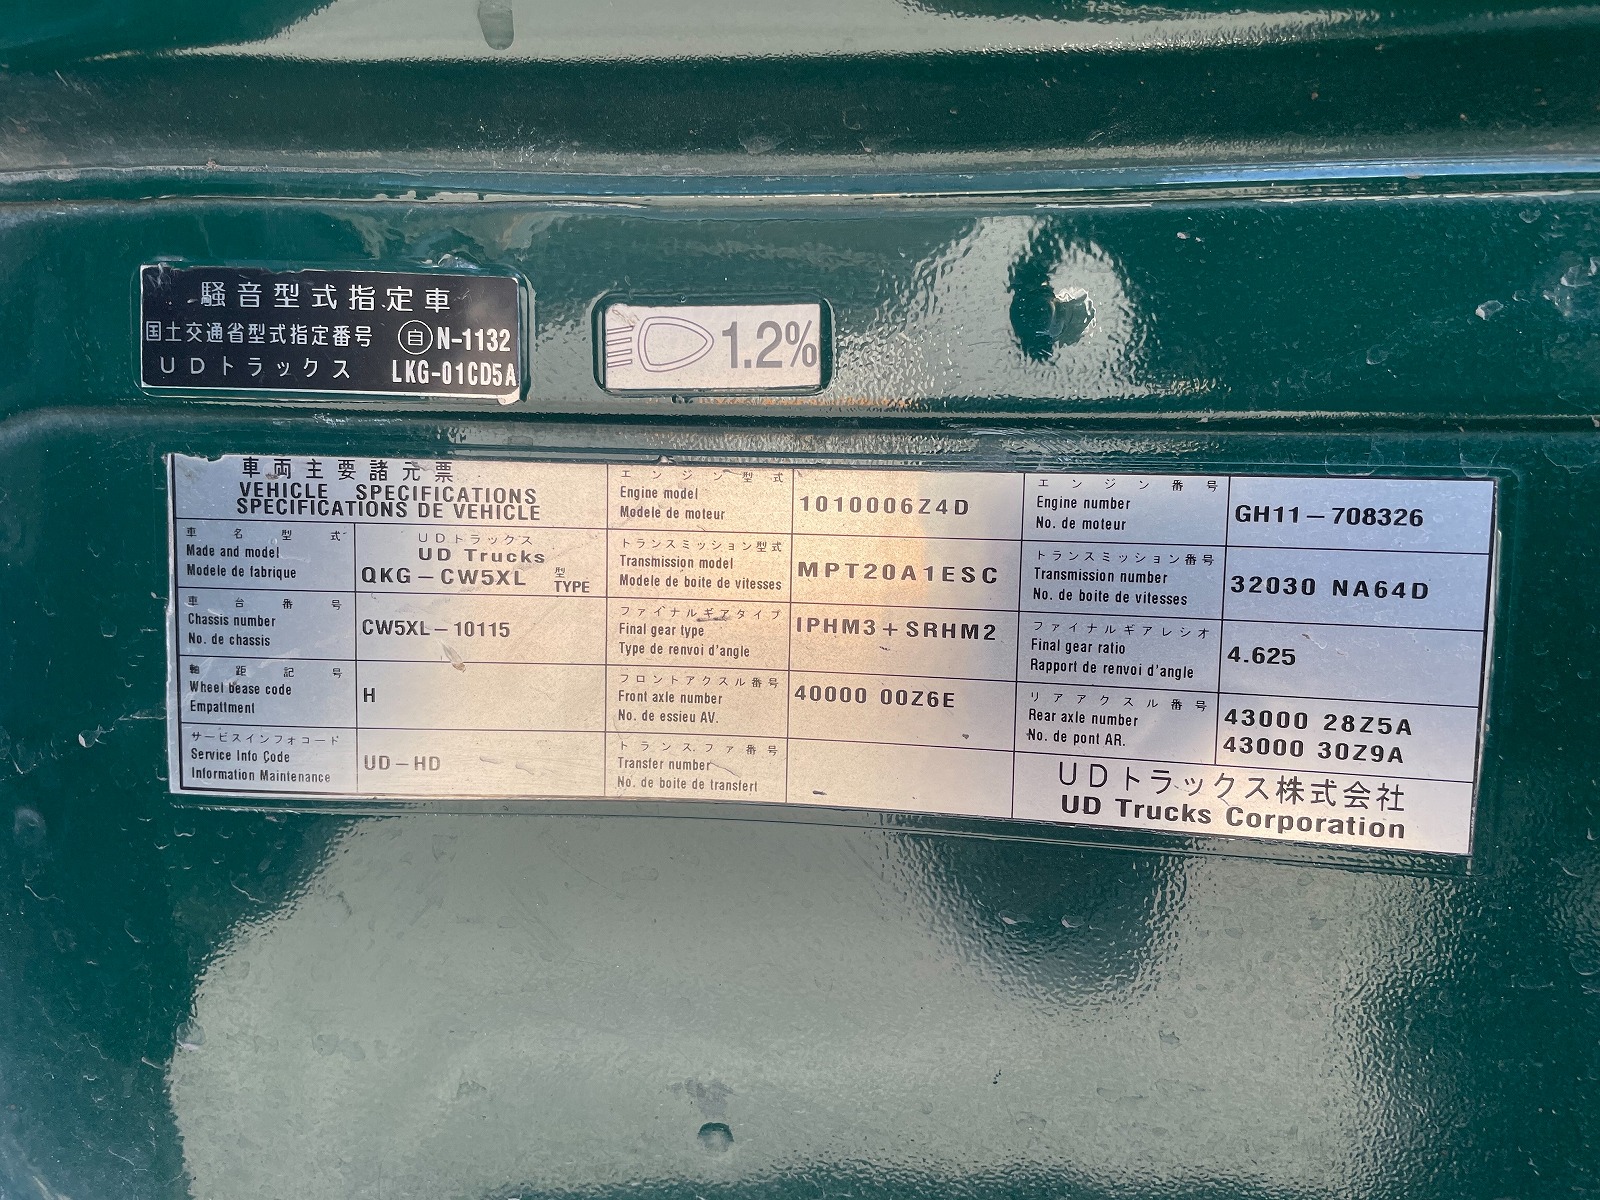 騒音型式指定車
国土交通省型式指定番号 自 N-1132
UDトラックス LKG-01CD5A
1.2%
車両主要諸元票
VEHICLE SPECIFICATIONS
SPECIFICATIONS DE VEHICLE
車名型式
Made and model
Modele de fabrique
UDトラックス
UD Trucks
QKG-CW5XL 型 TYPE
車台番号
Chassis number
No. de chassis
CW5XL-10115
軸距記号
Wheel bease code
Empattment
H
サービスインフォコード
Service Info Code
Information Maintenance
UD-HD
エンジン型式
Engine model
Modele de moteur
1010006Z4D
トランスミッション型式
Transmission model
Modele de boite de vitesses
MPT20A1ESC
ファイナルギアタイプ
Final gear type
Type de renvoi d'angle
IPHM3+SRHM2
フロントアクスル番号
Front axle number
No. de essieu AV.
40000 00Z6E
トランスファ番号
Transfer number
No. de boite de transfert
エンジン番号
Engine number
No. de moteur
GH11-708326
トランスミッション番号
Transmission number
No. de boite de vitesses
32030 NA64D
ファイナルギアレシオ
Final gear ratio
Rapport de renvoi d'angle
4.625
リアアクスル番号
Rear axle number
No. de pont AR.
43000 28Z5A
43000 30Z9A
UDトラックス株式会社
UD Trucks Corporation